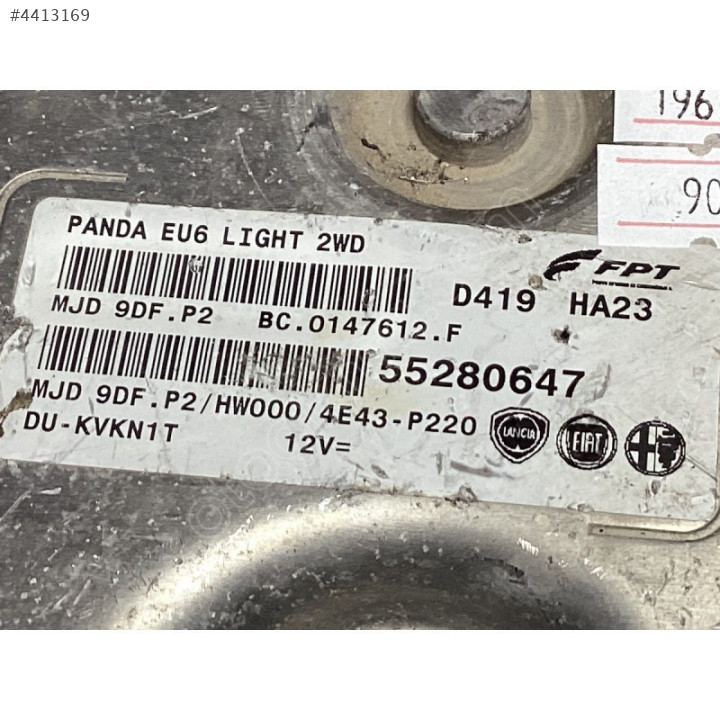 #4413169
196
90
PANDA EU6 LIGHT 2WD
FPT
D419 HA23
MJD 9DF.P2 BC.0147612.F
55280647
MJD 9DF.P2/HW000/4E43-P220
DU-KVKN1T 12V=
LANCIA FIAT